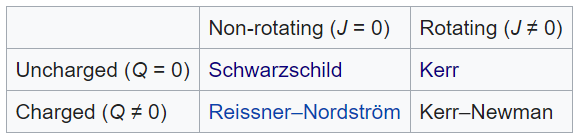 Non-rotating (J = 0) Rotating (J ≠ 0)
Uncharged (Q = 0) Schwarzschild Kerr
Charged (Q ≠ 0) Reissner–Nordström Kerr–Newman